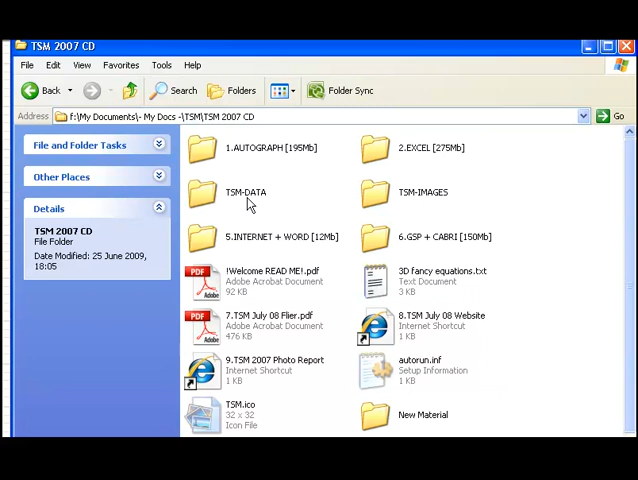 TSM 2007 CD
File Edit View Favorites Tools Help
Back Search Folders Folder Sync
Address f:\My Documents\- My Docs -\TSM\TSM 2007 CD Go
File and Folder Tasks
Other Places
Details
TSM 2007 CD
File Folder
Date Modified: 25 June 2009, 18:05
1.AUTOGRAPH [195Mb]
2.EXCEL [275Mb]
TSM-DATA
TSM-IMAGES
5.INTERNET + WORD [12Mb]
6.GSP + CABRI [150Mb]
!Welcome READ ME!.pdf
Adobe Acrobat Document
92 KB
3D fancy equations.txt
Text Document
3 KB
7.TSM July 08 Flier.pdf
Adobe Acrobat Document
476 KB
8.TSM July 08 Website
Internet Shortcut
1 KB
9.TSM 2007 Photo Report
Internet Shortcut
1 KB
autorun.inf
Setup Information
1 KB
TSM.ico
32 x 32
Icon File
New Material